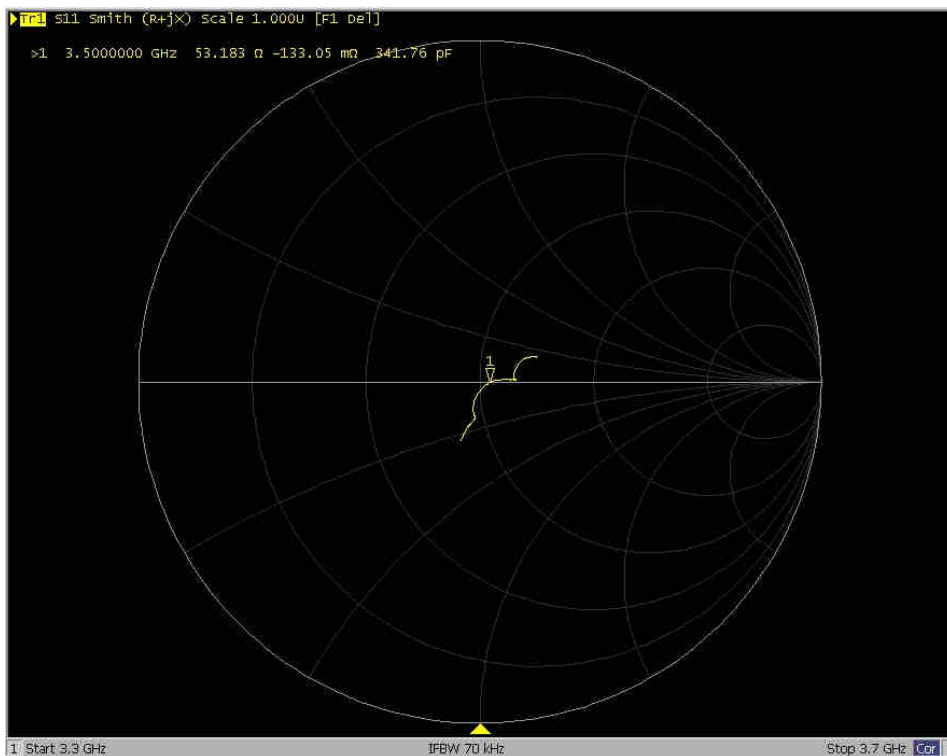 Tr1 S11 Smith (R+jX) Scale 1.000U [F1 Del]
>1 3.5000000 GHz 53.183 Ω -133.05 mΩ 341.76 pF
1
1 Start 3.3 GHz IFBW 70 kHz Stop 3.7 GHz Cor